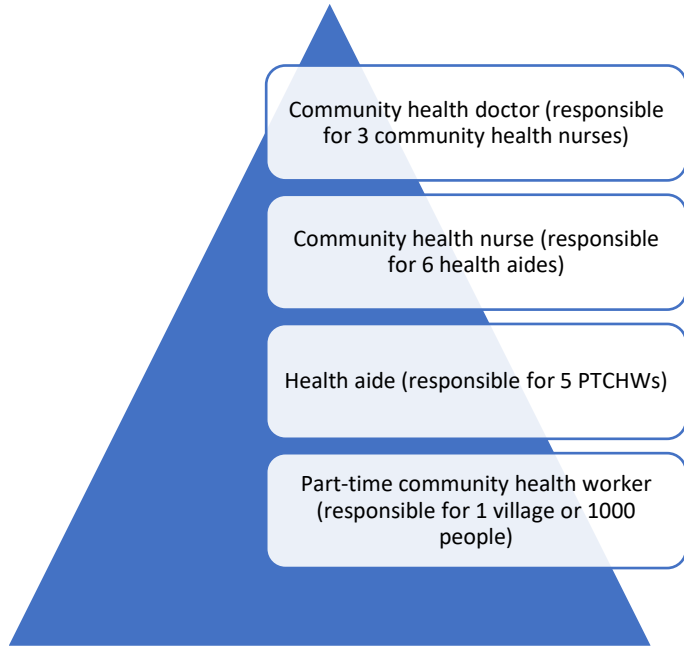 Community health doctor (responsible
for 3 community health nurses)
Community health nurse (responsible
for 6 health aides)
Health aide (responsible for 5 PTCHWs)
Part-time community health worker
(responsible for 1 village or 1000
people)